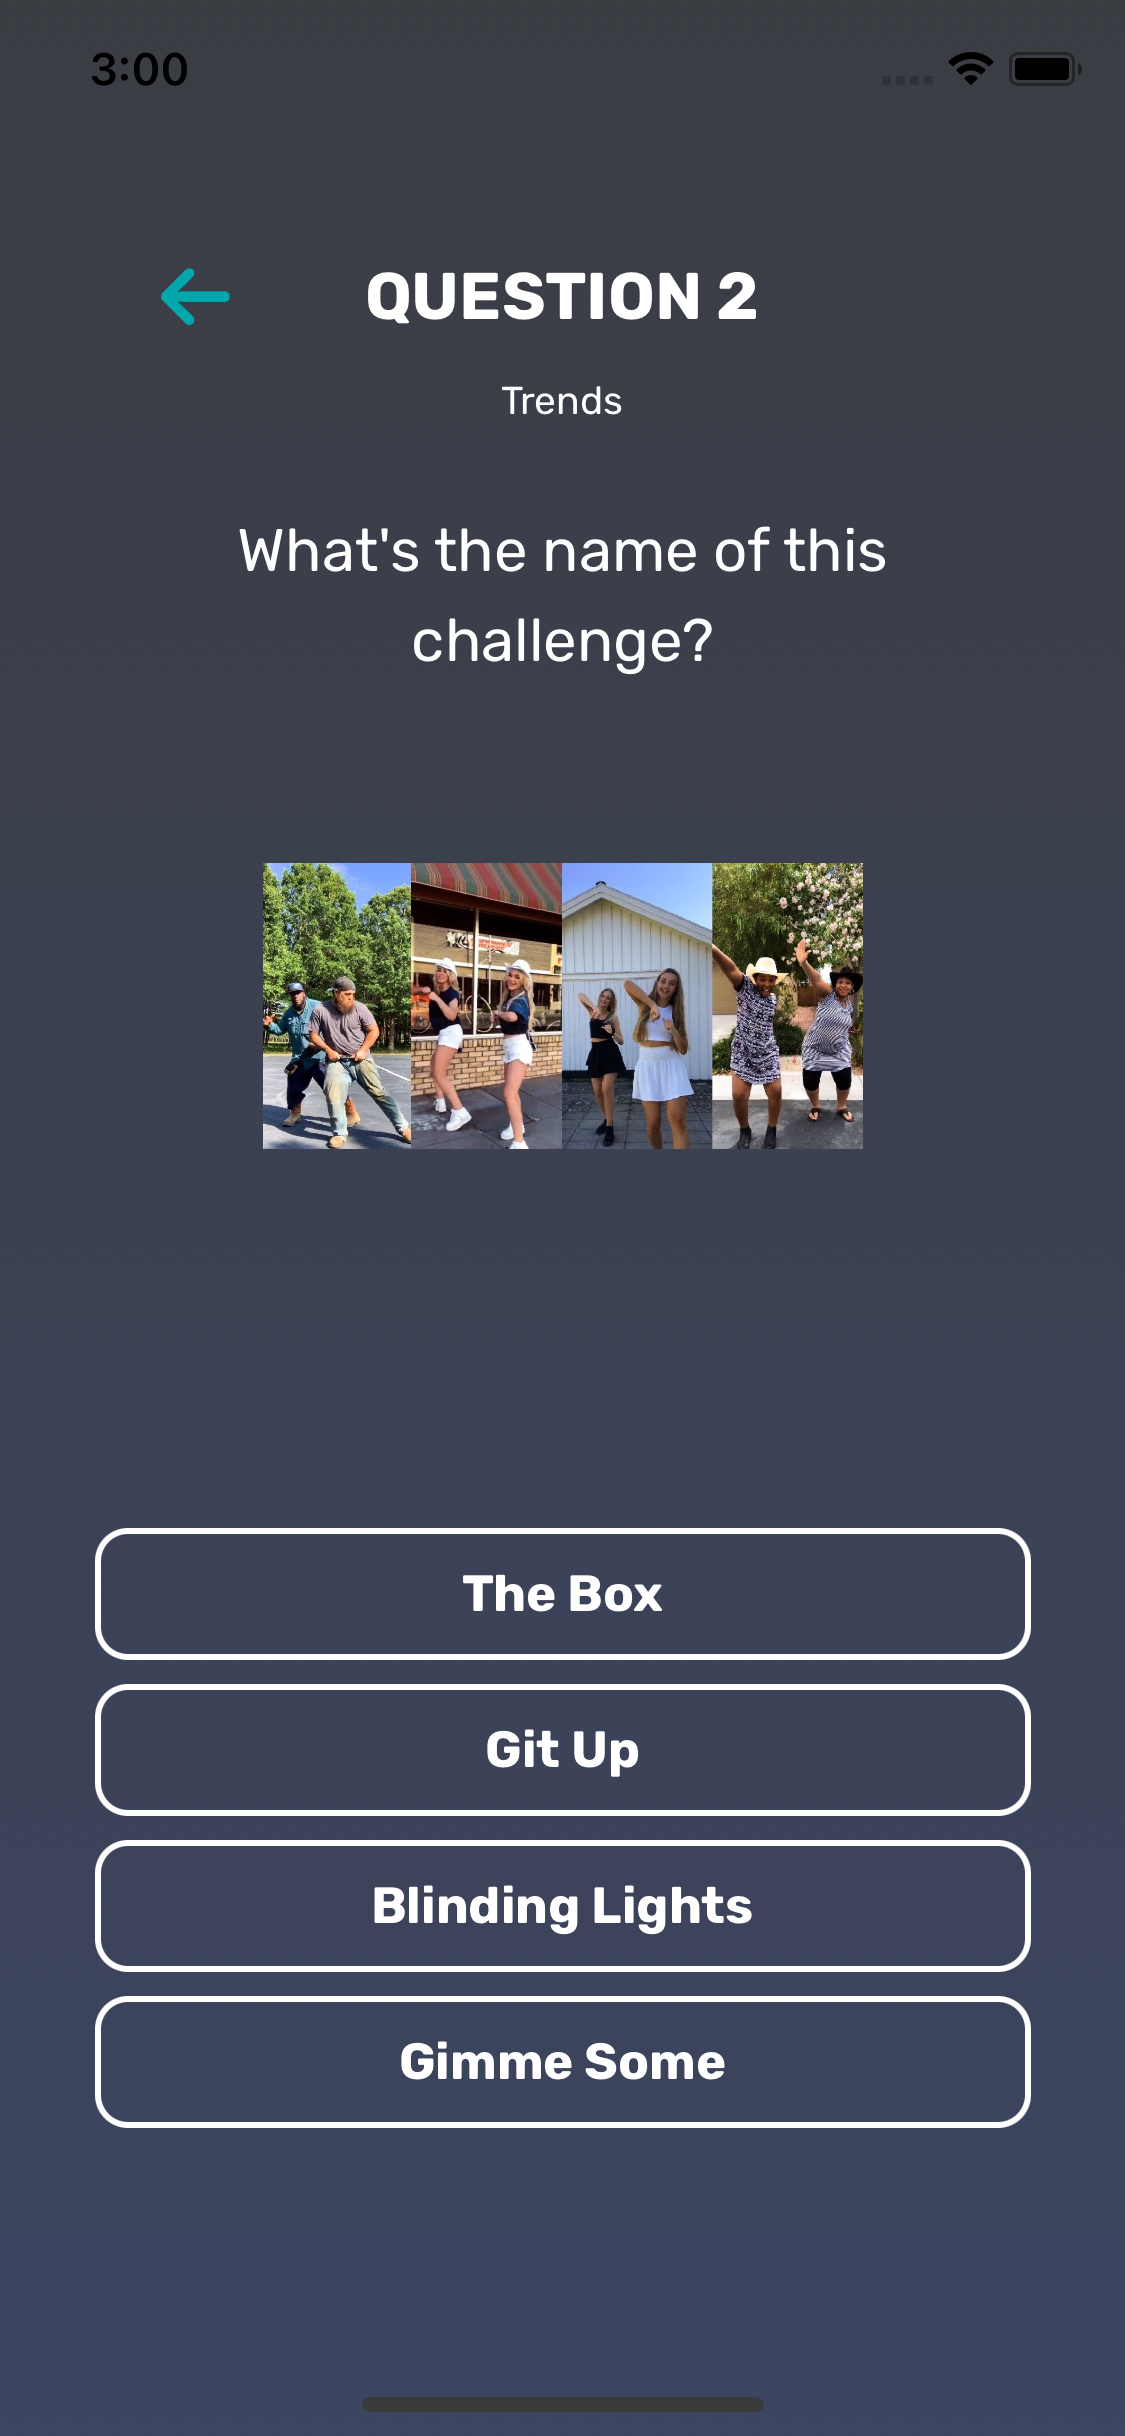 3:00
QUESTION 2
Trends
What's the name of this
challenge?
The Box
Git Up
Blinding Lights
Gimme Some